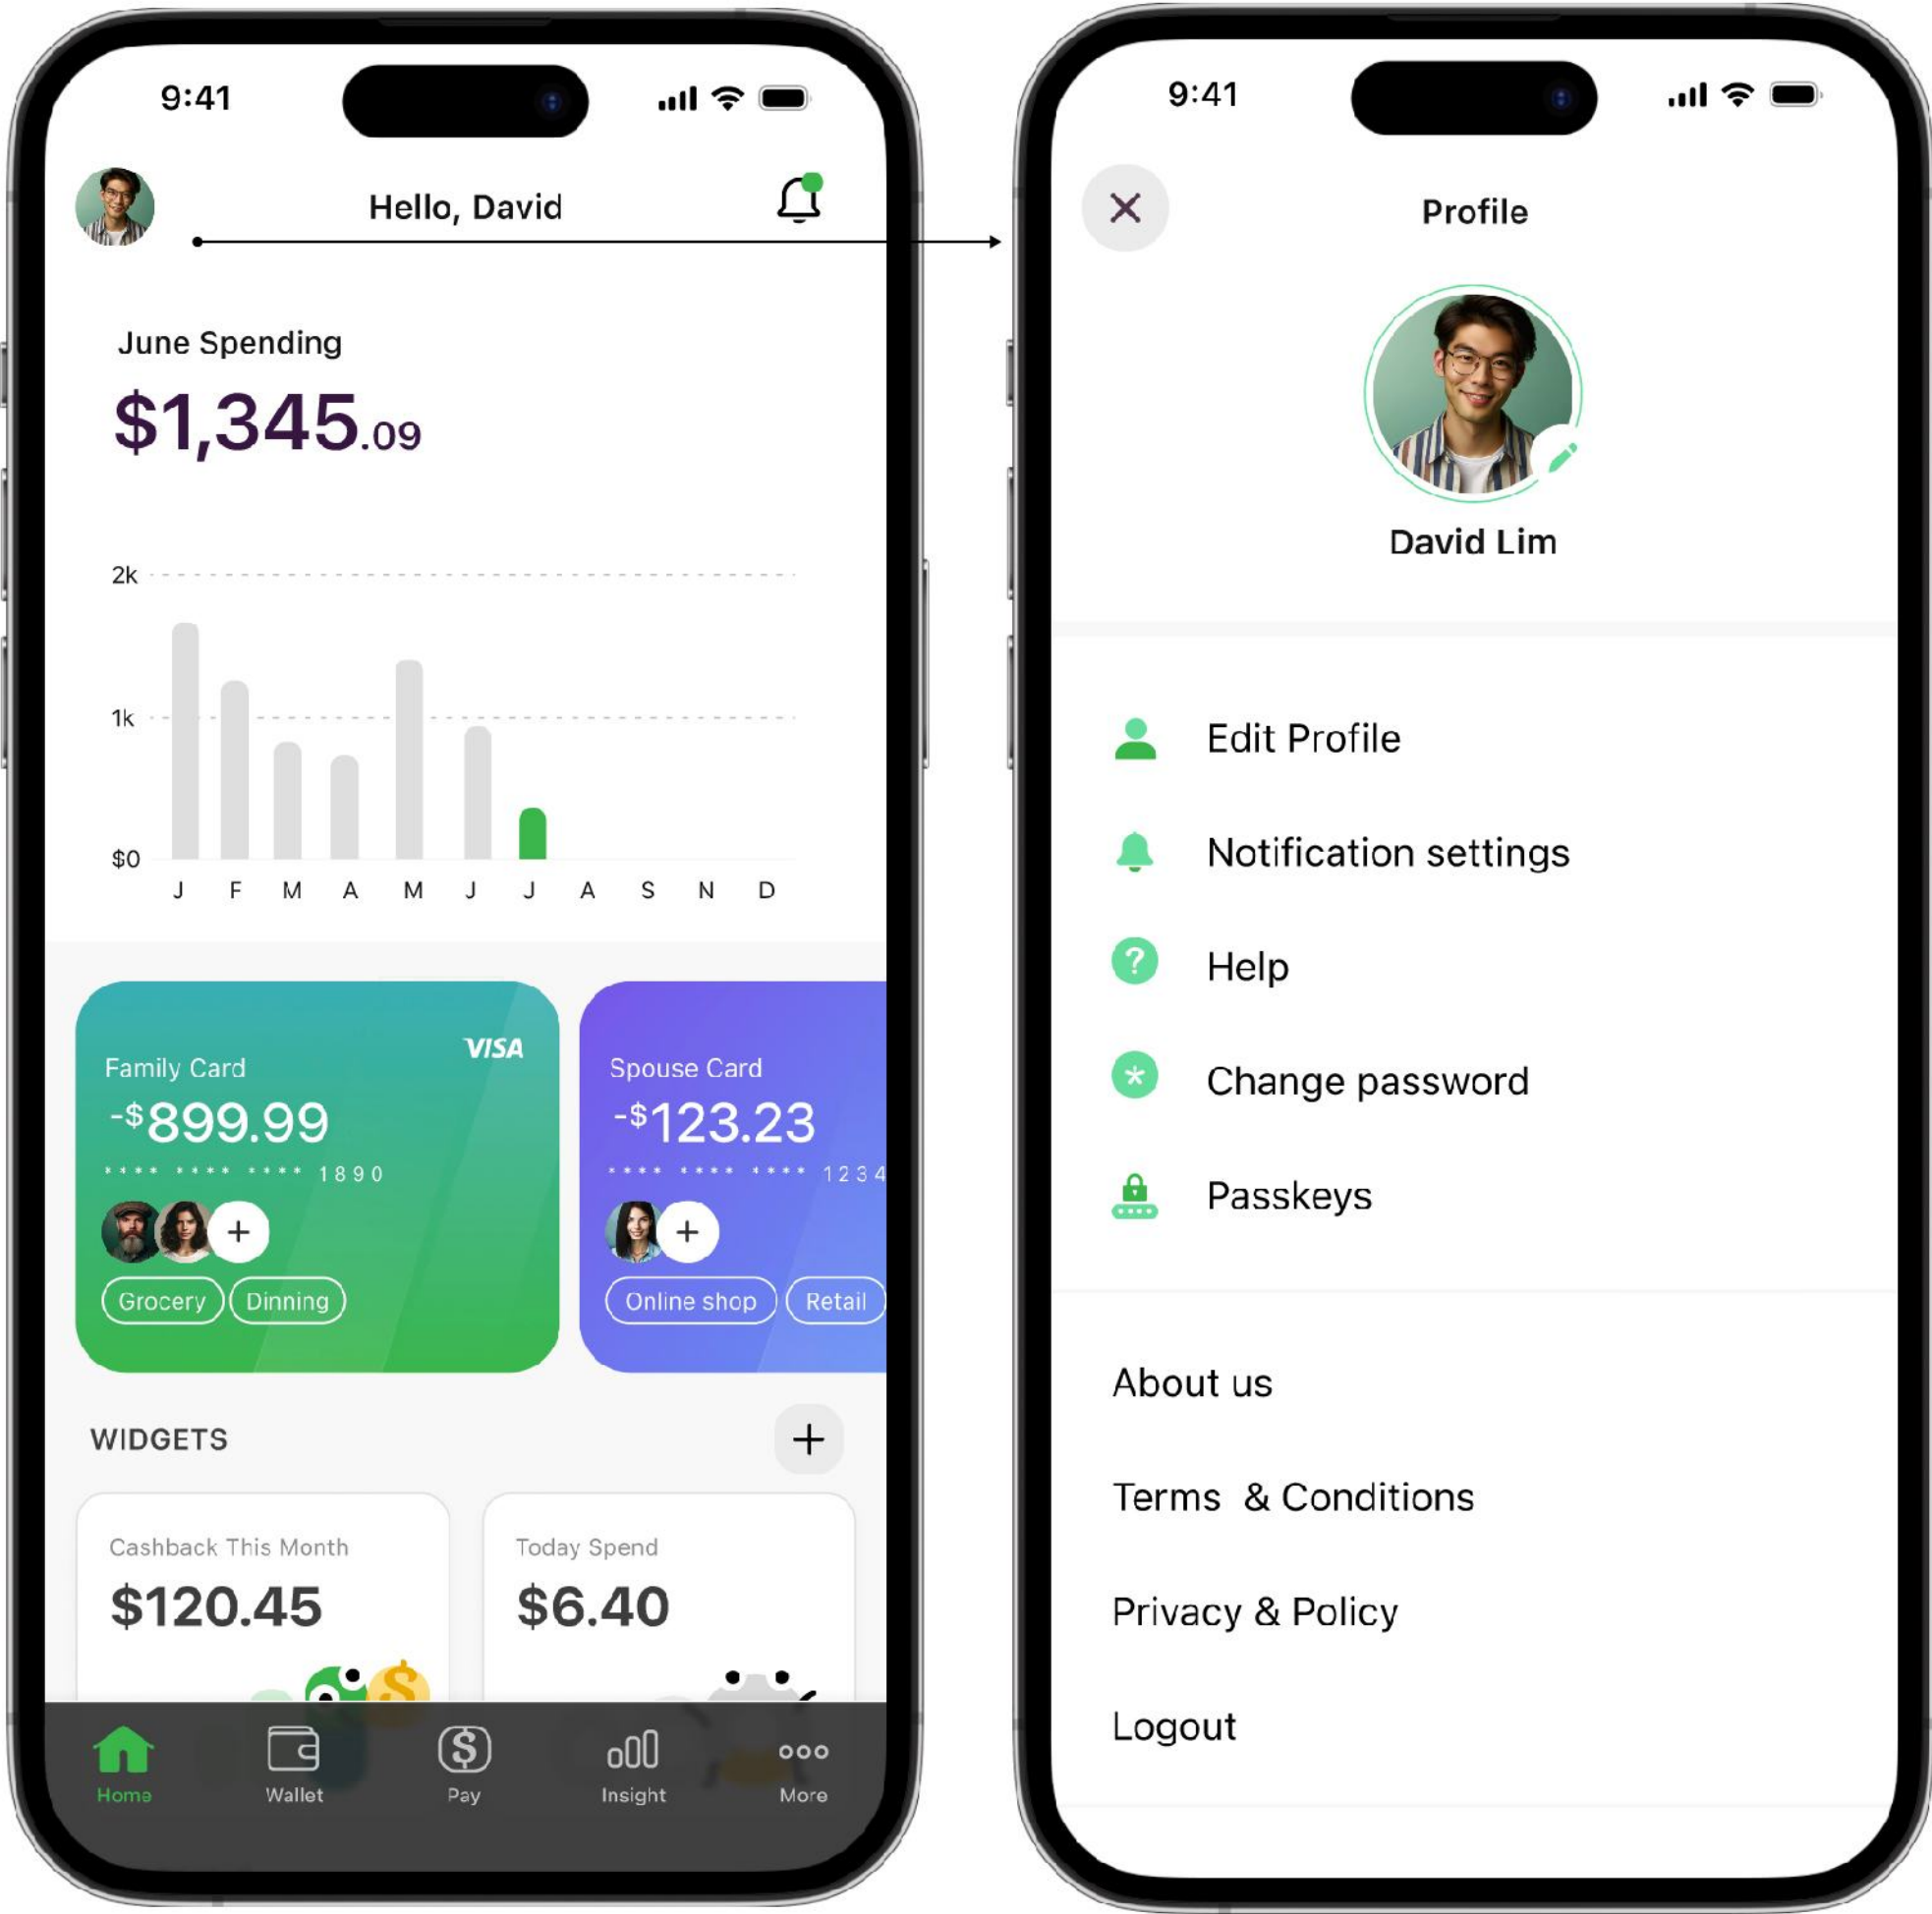 9:41
Hello, David
June Spending
$1,345.09
2k
1k
$0
J F M A M J J A S N D
VISA
Family Card
-$899.99
**** **** **** 1890
+
Grocery Dinning
Spouse Card
-$123.23
**** **** **** 1234
+
Online shop Retail
WIDGETS
+
Cashback This Month
$120.45
Today Spend
$6.40
Home Wallet Pay Insight More
9:41
Profile
David Lim
Edit Profile
Notification settings
Help
Change password
Passkeys
About us
Terms & Conditions
Privacy & Policy
Logout